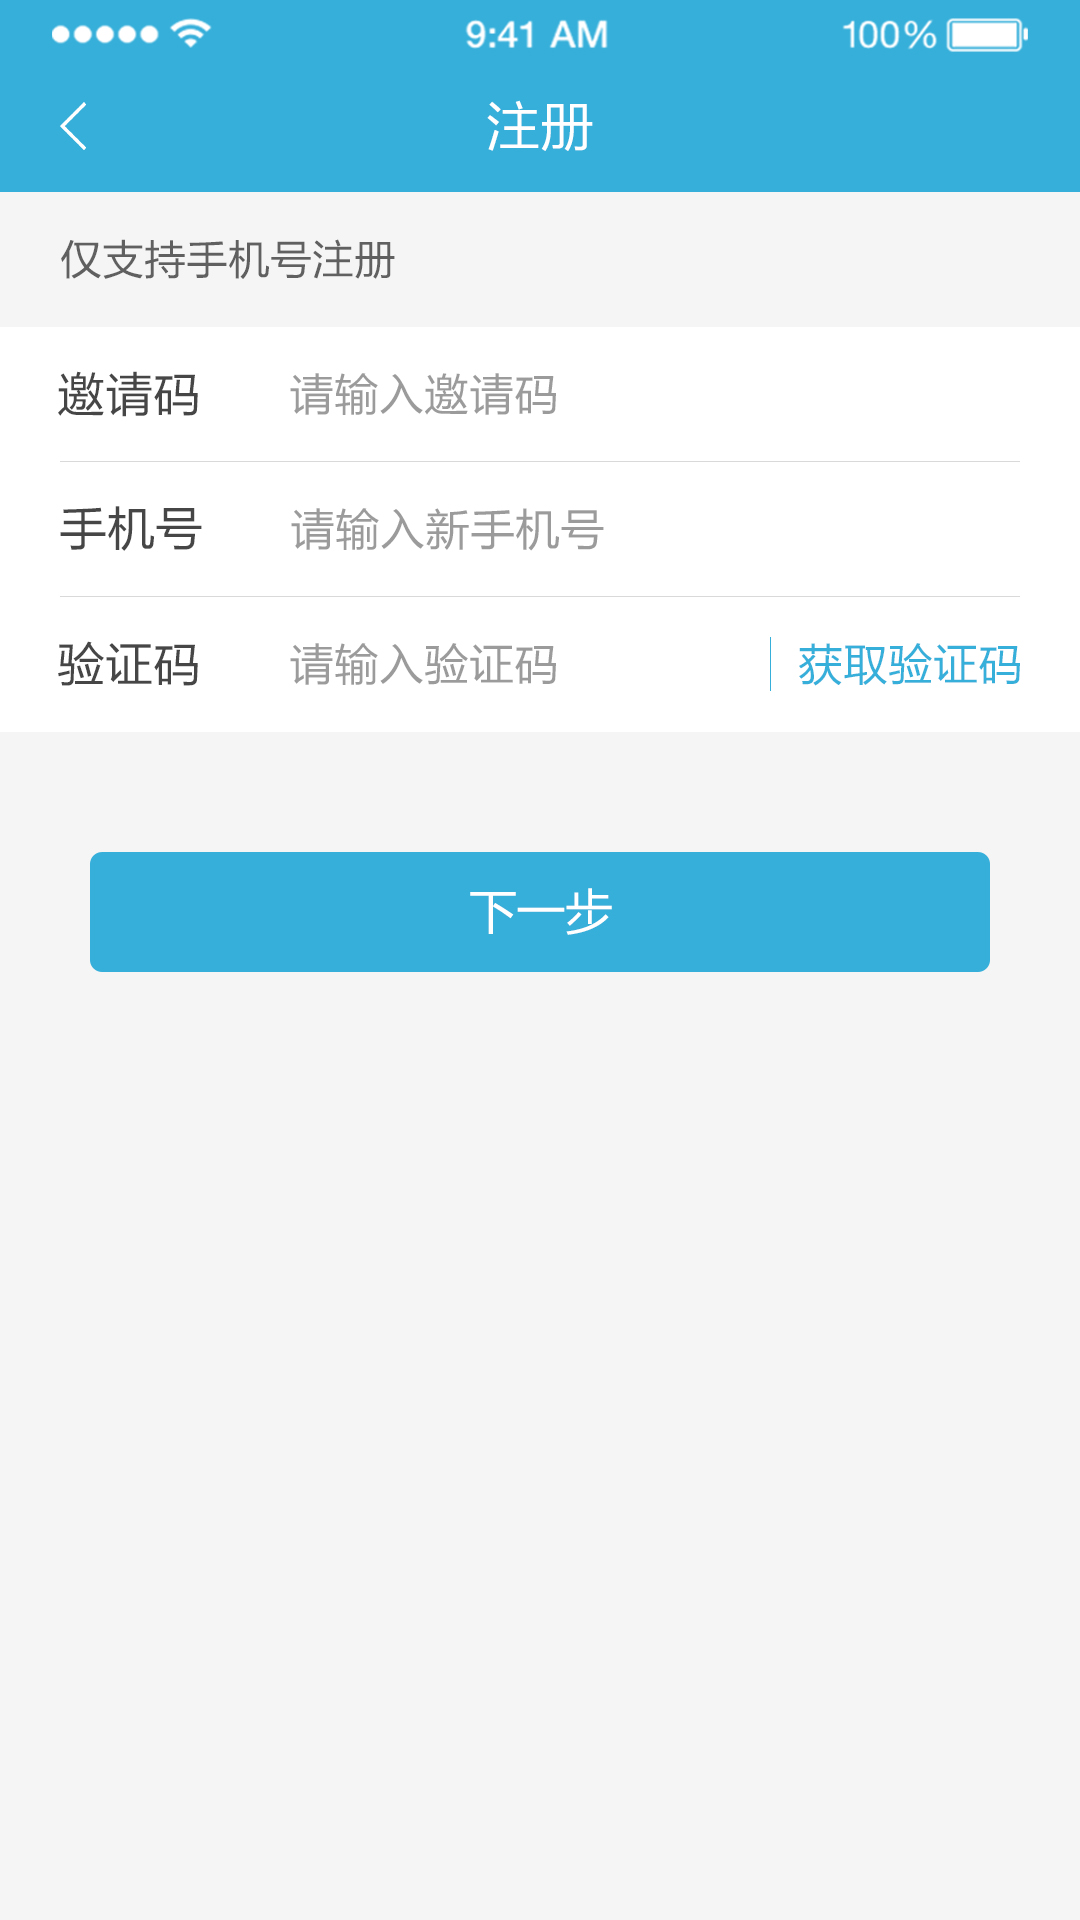 9:41 AM 100%
注册
仅支持手机号注册
邀请码 请输入邀请码
手机号 请输入新手机号
验证码 请输入验证码 获取验证码
下一步